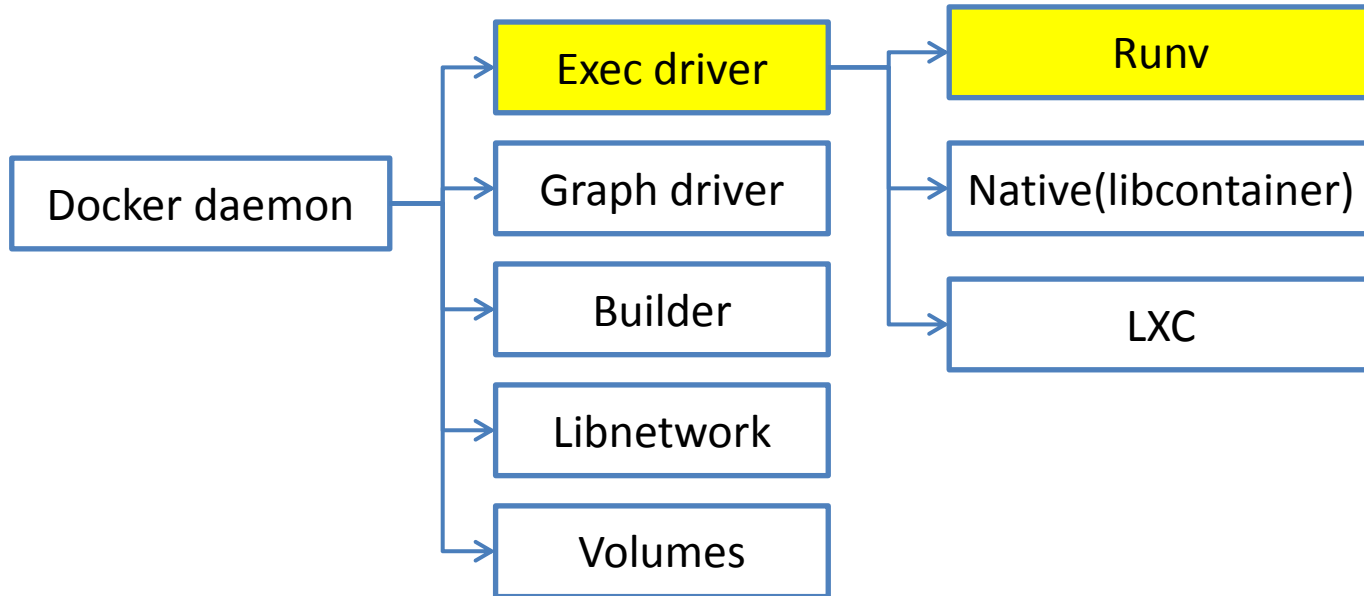 Docker daemon
Exec driver
Graph driver
Builder
Libnetwork
Volumes
Runv
Native(libcontainer)
LXC